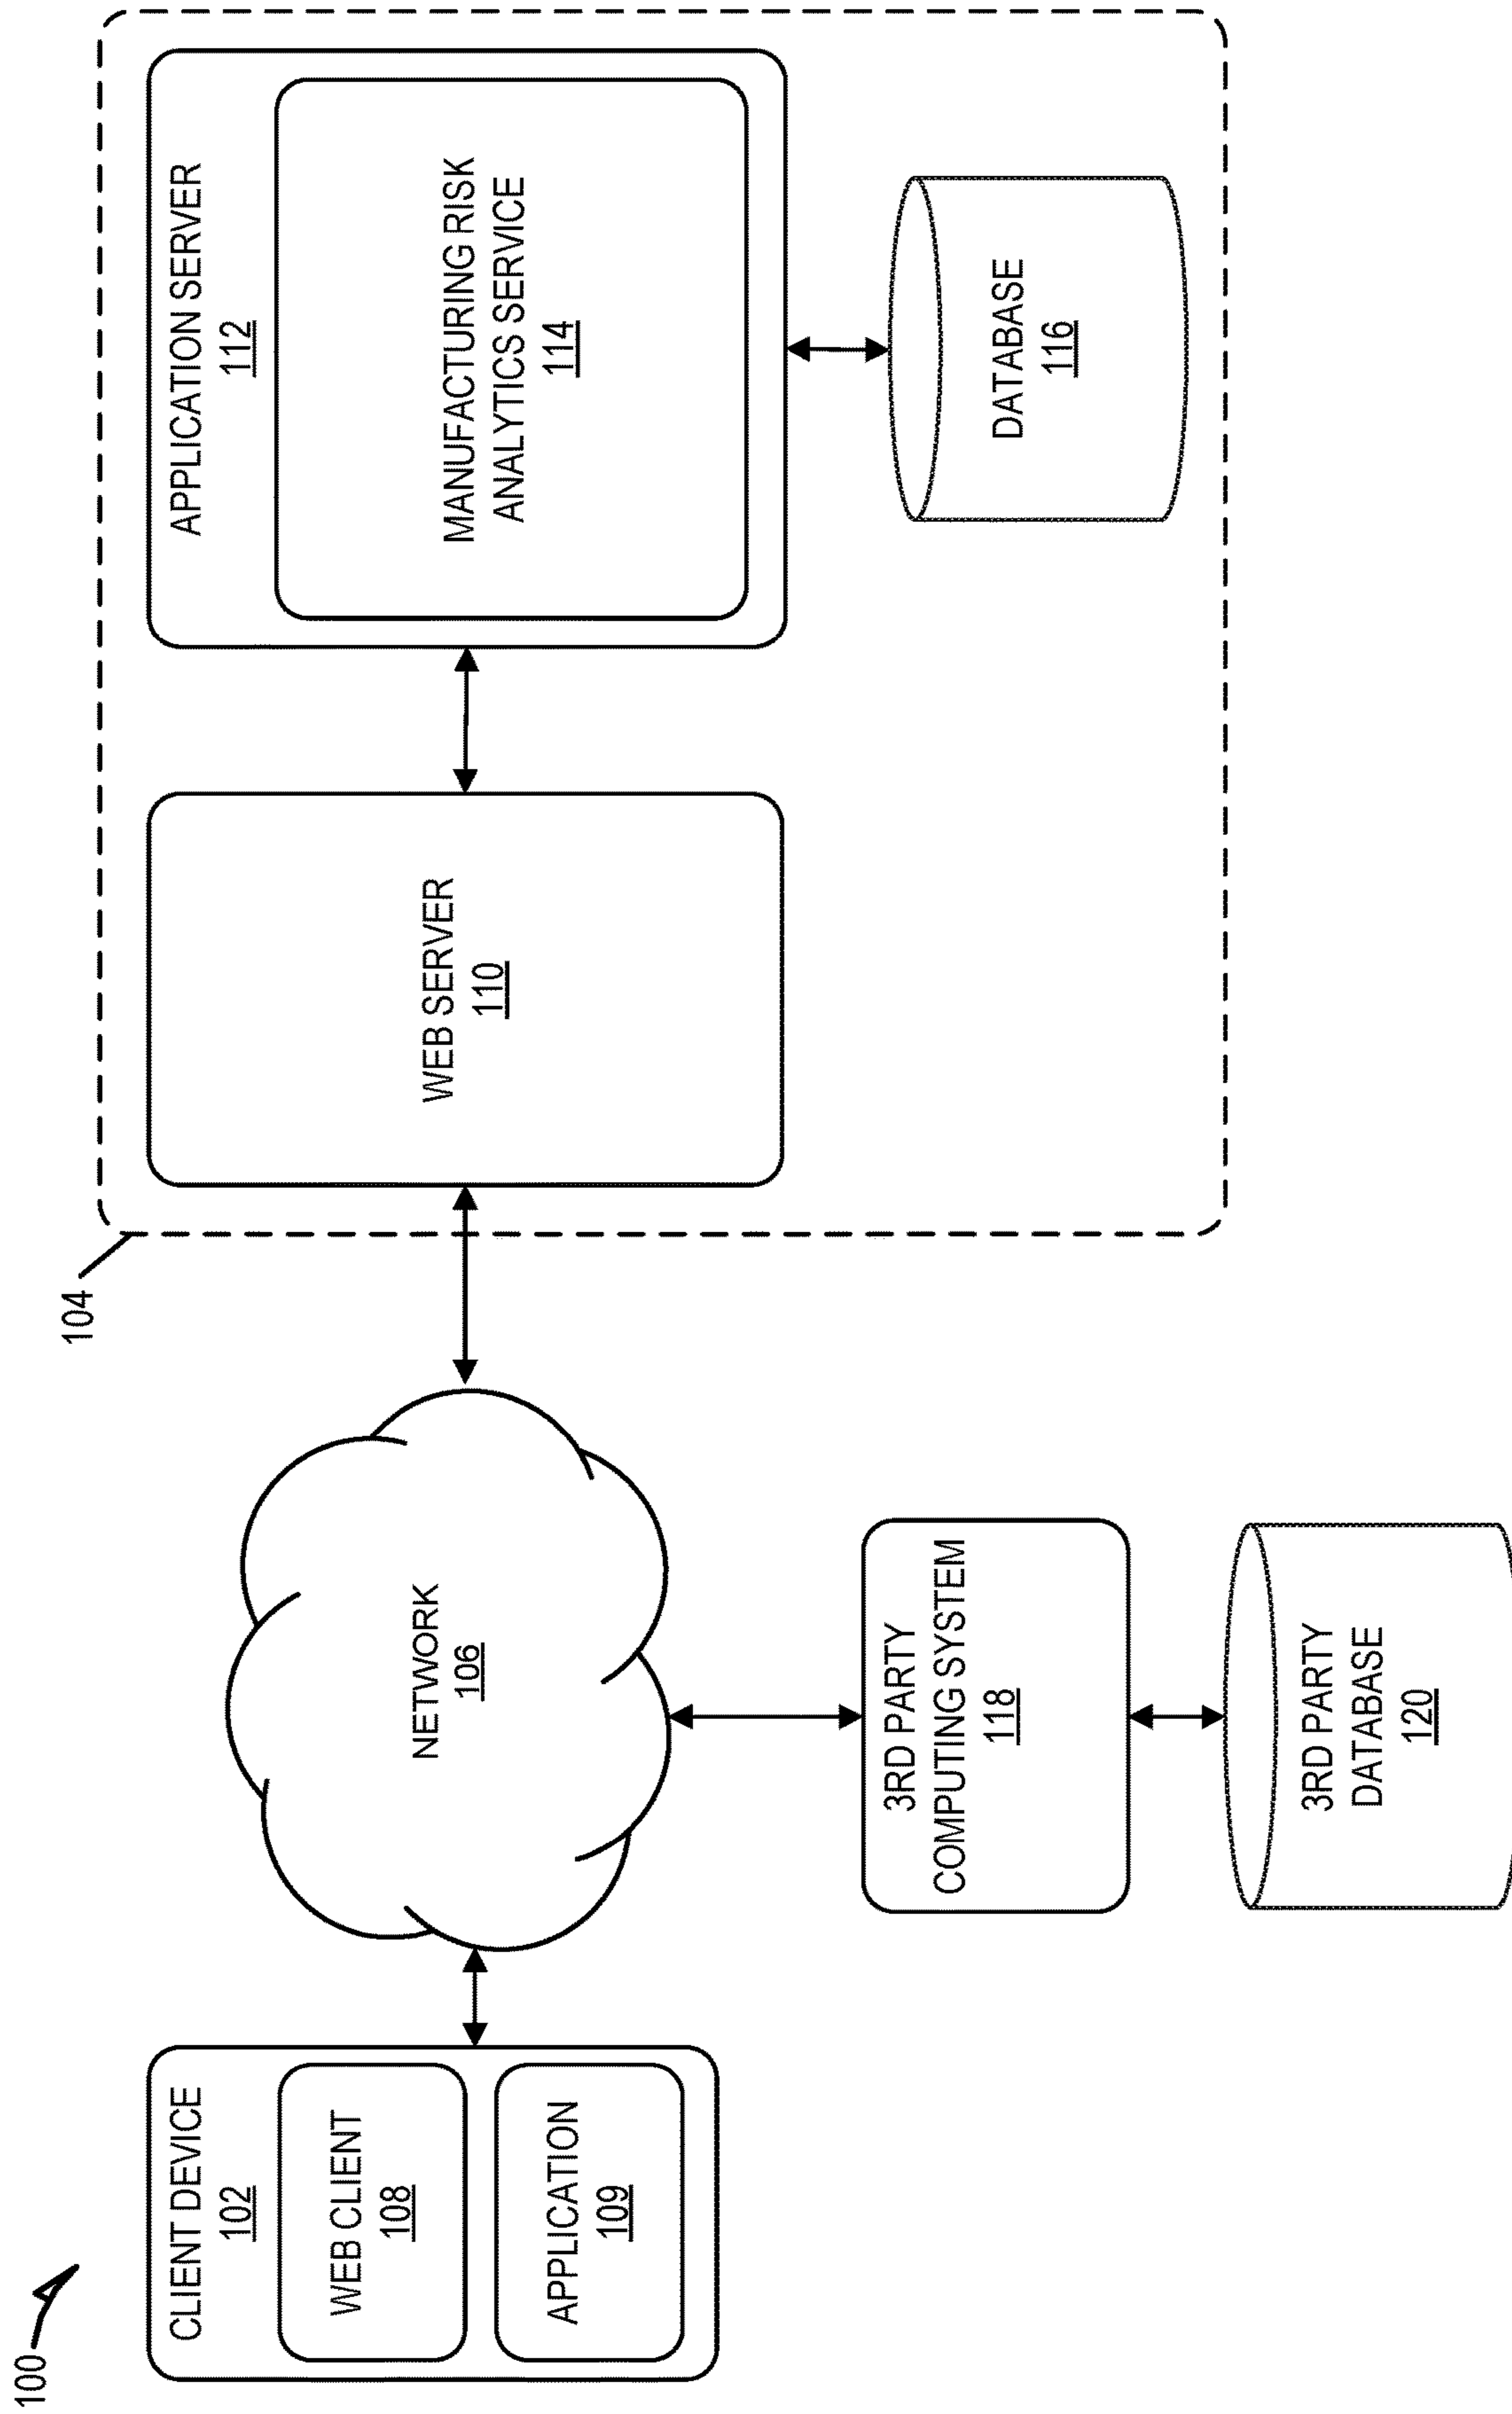 100
CLIENT DEVICE
102
WEB CLIENT
108
APPLICATION
109
NETWORK
106
3RD PARTY
COMPUTING SYSTEM
118
3RD PARTY
DATABASE
120
104
WEB SERVER
110
APPLICATION SERVER
112
MANUFACTURING RISK
ANALYTICS SERVICE
114
DATABASE
116